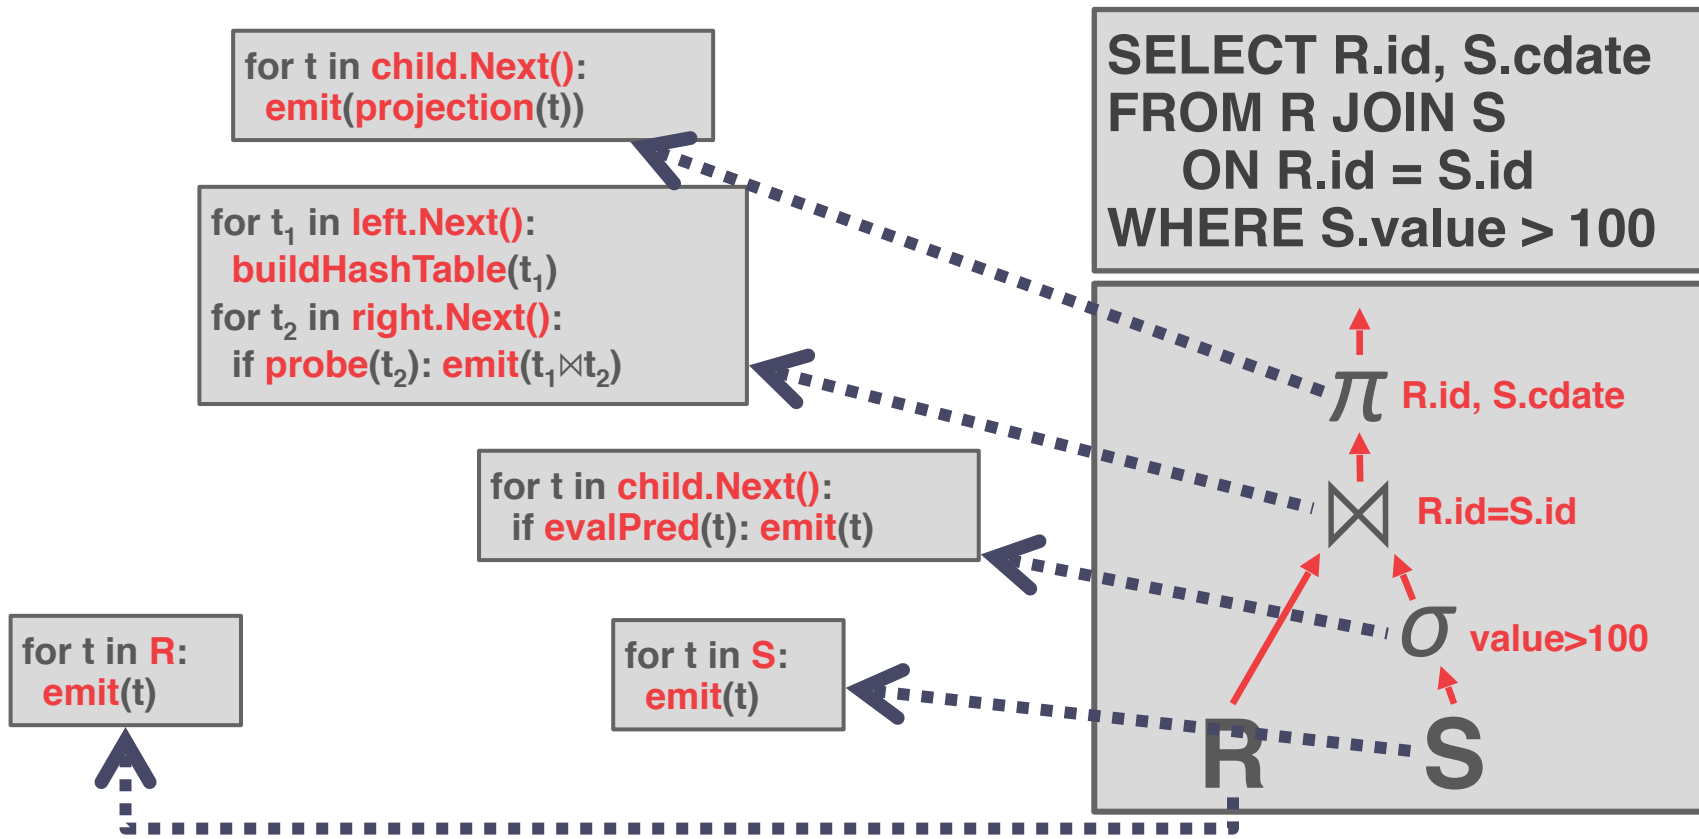 for t in child.Next():
emit(projection(t))
for t₁ in left.Next():
buildHashTable(t₁)
for t₂ in right.Next():
if probe(t₂): emit(t₁⋈t₂)
for t in child.Next():
if evalPred(t): emit(t)
for t in R:
emit(t)
for t in S:
emit(t)
SELECT R.id, S.cdate
FROM R JOIN S
ON R.id = S.id
WHERE S.value > 100
π R.id, S.cdate
⋈ R.id=S.id
σ value>100
R S